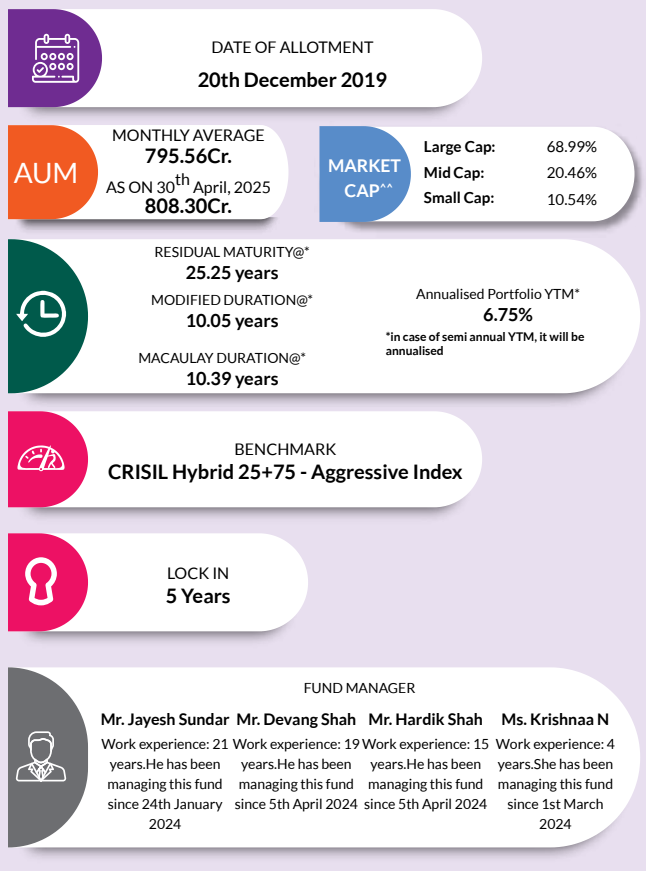 DATE OF ALLOTMENT
20th December 2019
AUM
MONTHLY AVERAGE
795.56Cr.
AS ON 30th April, 2025
808.30Cr.
MARKET
CAP^^
Large Cap: 68.99%
Mid Cap: 20.46%
Small Cap: 10.54%
RESIDUAL MATURITY@*
25.25 years
MODIFIED DURATION@*
10.05 years
MACAULAY DURATION@*
10.39 years
Annualised Portfolio YTM*
6.75%
*in case of semi annual YTM, it will be
annualised
BENCHMARK
CRISIL Hybrid 25+75 - Aggressive Index
LOCK IN
5 Years
FUND MANAGER
Mr. Jayesh Sundar
Work experience: 21
years.He has been
managing this fund
since 24th January
2024
Mr. Devang Shah
Work experience: 19
years.He has been
managing this fund
since 5th April 2024
Mr. Hardik Shah
Work experience: 15
years.He has been
managing this fund
since 5th April 2024
Ms. Krishnaa N
Work experience: 4
years.She has been
managing this fund
since 1st March
2024